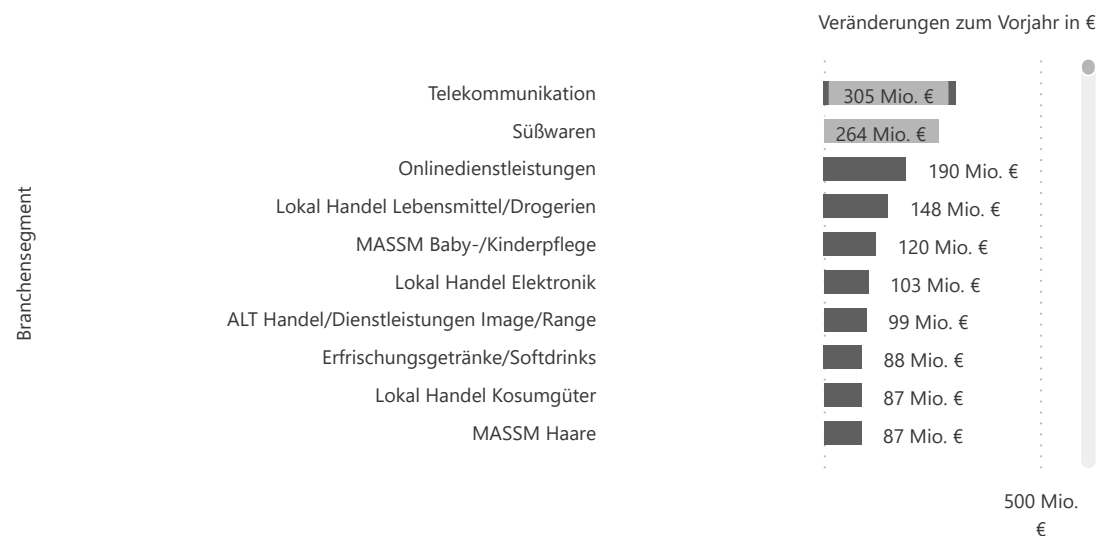 Veränderungen zum Vorjahr in €
Branchensegment
Telekommunikation 305 Mio. €
Süßwaren 264 Mio. €
Onlinedienstleistungen 190 Mio. €
Lokal Handel Lebensmittel/Drogerien 148 Mio. €
MASSM Baby-/Kinderpflege 120 Mio. €
Lokal Handel Elektronik 103 Mio. €
ALT Handel/Dienstleistungen Image/Range 99 Mio. €
Erfrischungsgetränke/Softdrinks 88 Mio. €
Lokal Handel Kosumgüter 87 Mio. €
MASSM Haare 87 Mio. €
500 Mio.
€